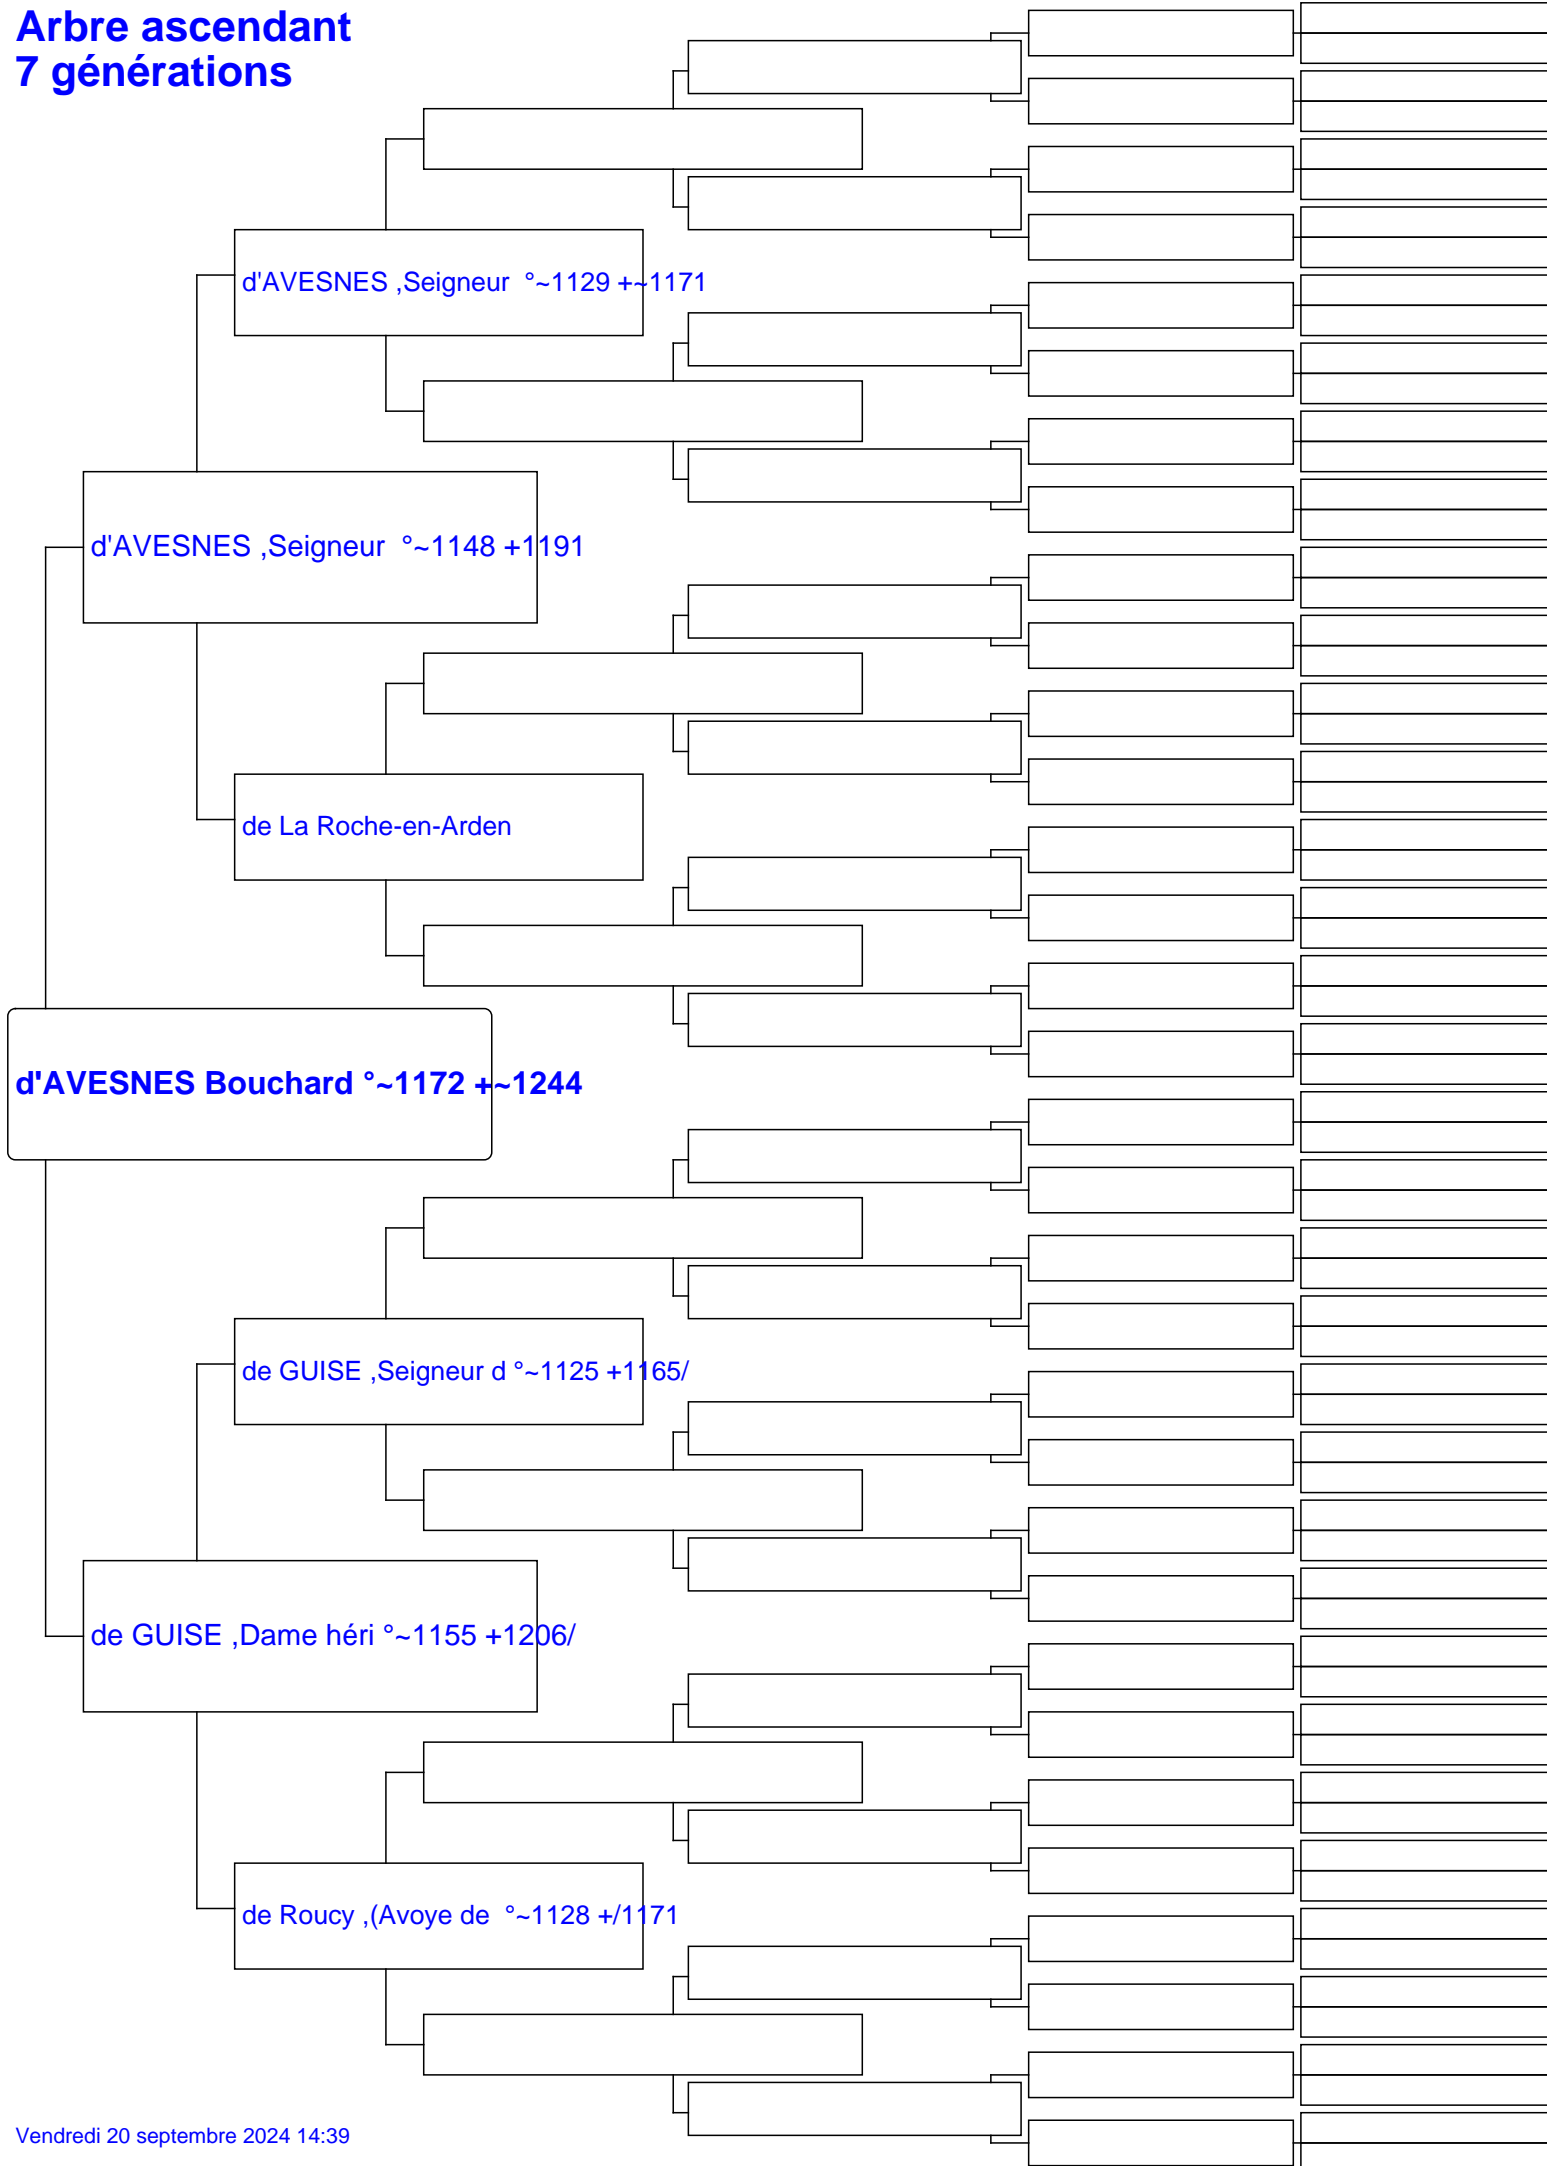 Arbre ascendant
7 générations
d'AVESNES ,Seigneur °~1129 +~1171
d'AVESNES ,Seigneur °~1148 +1191
de La Roche-en-Arden
d'AVESNES Bouchard °~1172 +~1244
de GUISE ,Seigneur d °~1125 +1165/
de GUISE ,Dame héri °~1155 +1206/
de Roucy ,(Avoye de °~1128 +/1171
Vendredi 20 septembre 2024 14:39